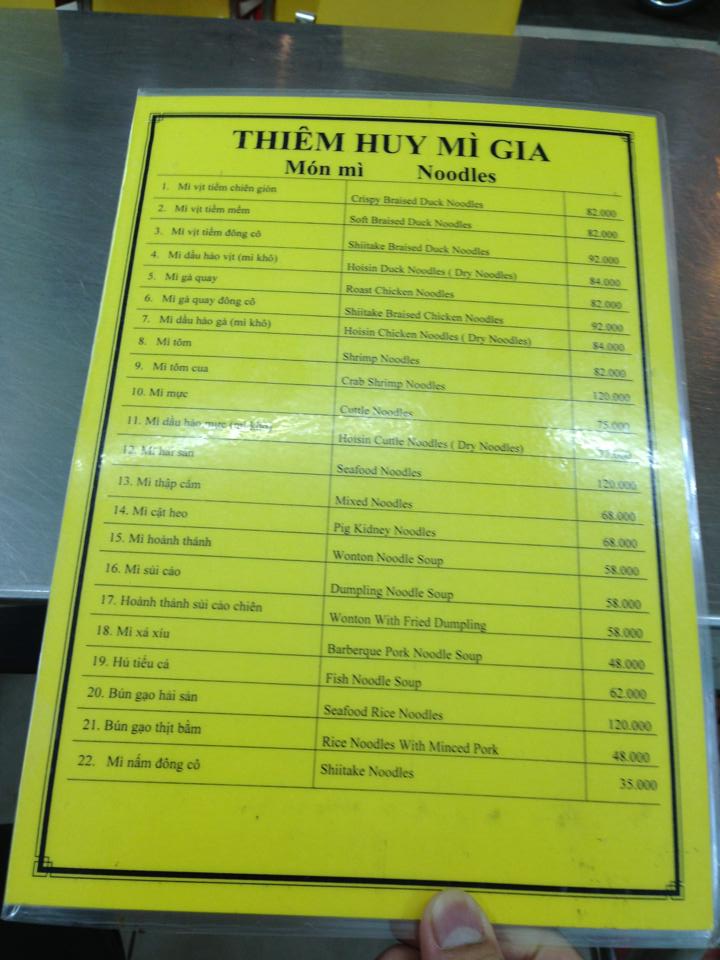 THIÊM HUY MÌ GIA
Món mì Noodles
1. Mì vịt tiềm chiên giòn Crispy Braised Duck Noodles 82.000
2. Mì vịt tiềm mềm Soft Braised Duck Noodles 82.000
3. Mì vịt tiềm đông cô Shiitake Braised Duck Noodles 92.000
4. Mì dầu hào vịt (mì khô) Hoisin Duck Noodles ( Dry Noodles) 84.000
5. Mì gà quay Roast Chicken Noodles 82.000
6. Mì gà quay đông cô Shiitake Braised Chicken Noodles 92.000
7. Mì dầu hào gà (mì khô) Hoisin Chicken Noodles ( Dry Noodles) 84.000
8. Mì tôm Shrimp Noodles 82.000
9. Mì tôm cua Crab Shrimp Noodles 120.000
10. Mì mực Cuttle Noodles 75.000
11. Mì dầu hào mực (mì khô) Hoisin Cuttle Noodles ( Dry Noodles)
12. Mì hải sản Seafood Noodles 120.000
13. Mì thập cẩm Mixed Noodles 68.000
14. Mì cật heo Pig Kidney Noodles 68.000
15. Mì hoành thánh Wonton Noodle Soup 58.000
16. Mì sủi cảo Dumpling Noodle Soup 58.000
17. Hoành thánh sủi cảo chiên Wonton With Fried Dumpling 58.000
18. Mì xá xíu Barberque Pork Noodle Soup 48.000
19. Hủ tiếu cá Fish Noodle Soup 62.000
20. Bún gạo hải sản Seafood Rice Noodles 120.000
21. Bún gạo thịt bằm Rice Noodles With Minced Pork 48.000
22. Mì nấm đông cô Shiitake Noodles 35.000